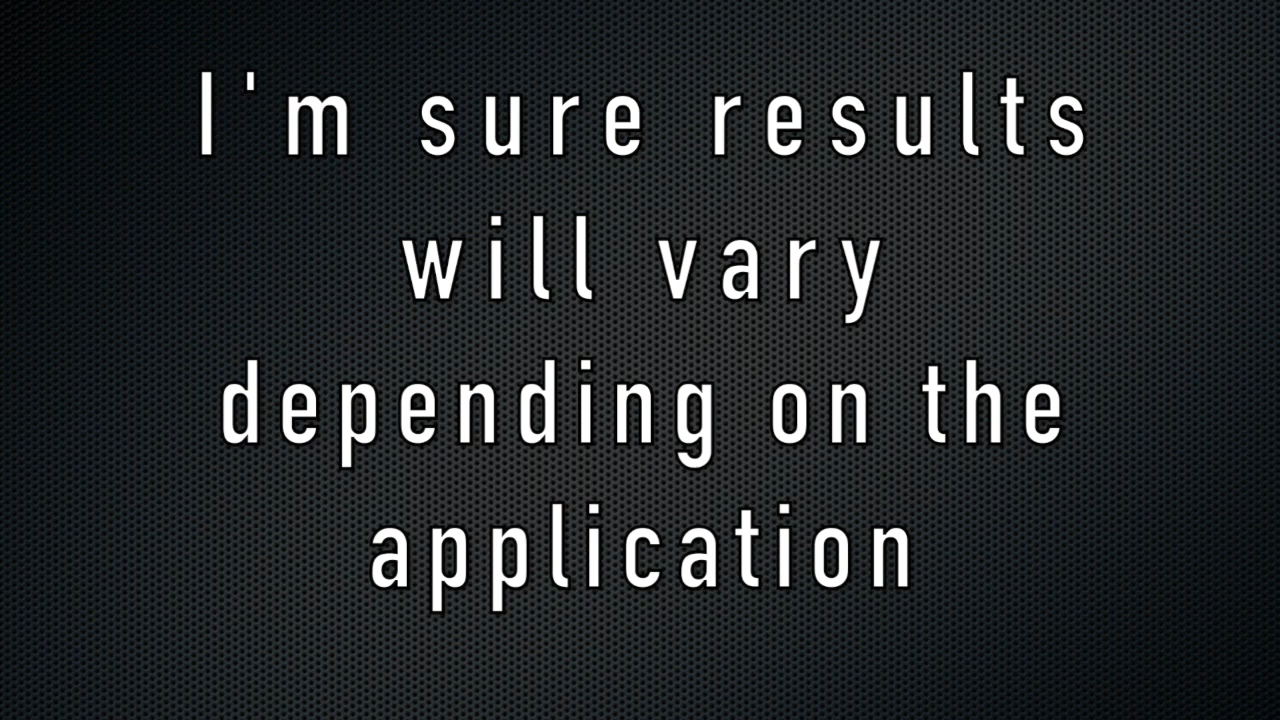 I'm sure results
will vary
depending on the
application